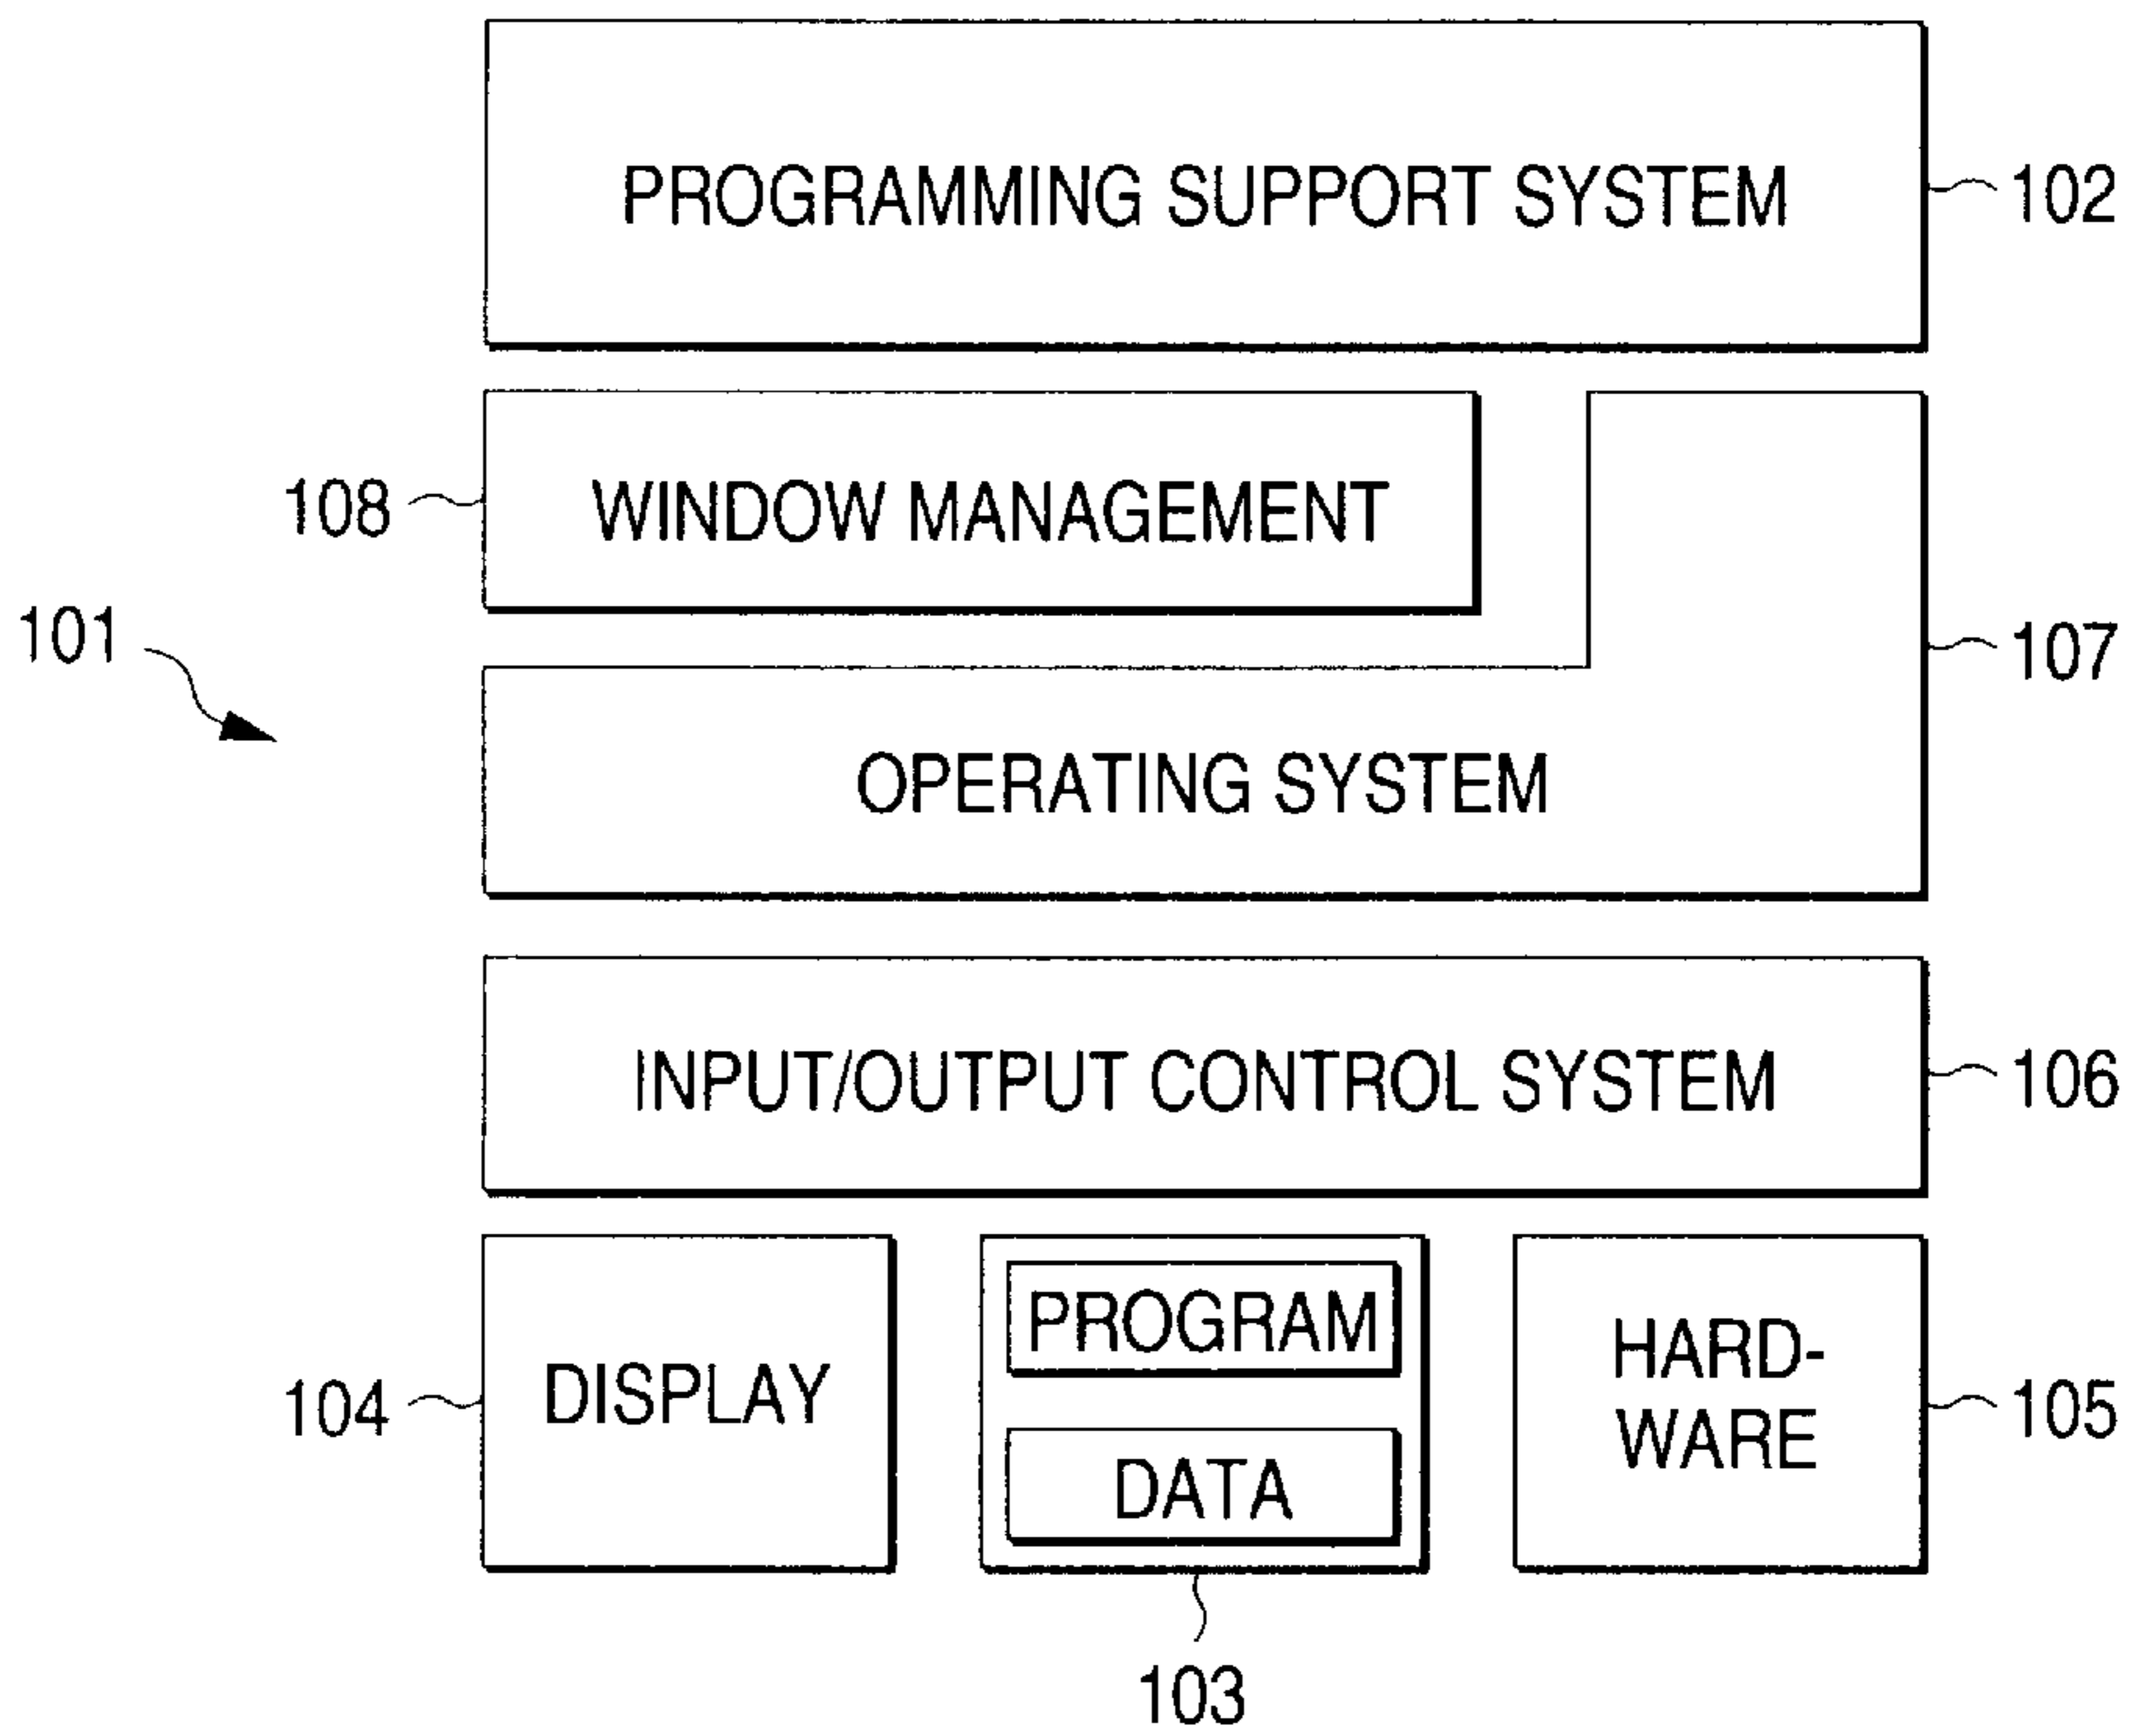 PROGRAMMING SUPPORT SYSTEM
102
108
WINDOW MANAGEMENT
101
107
OPERATING SYSTEM
INPUT/OUTPUT CONTROL SYSTEM
106
104
DISPLAY
PROGRAM
DATA
HARD-
WARE
105
103